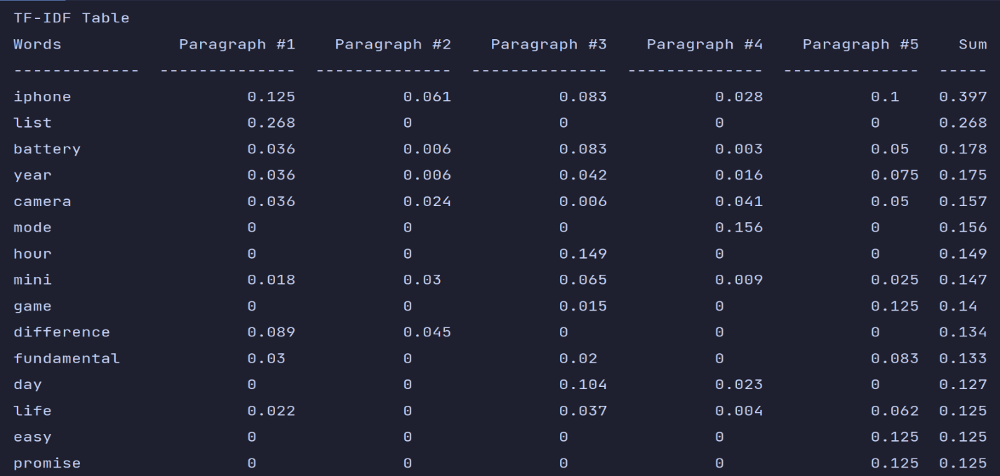 TF-IDF Table
Words Paragraph #1 Paragraph #2 Paragraph #3 Paragraph #4 Paragraph #5 Sum
------------- -------------- -------------- -------------- -------------- -------------- -----
iphone 0.125 0.061 0.083 0.028 0.1 0.397
list 0.268 0 0 0 0 0.268
battery 0.036 0.006 0.083 0.003 0.05 0.178
year 0.036 0.006 0.042 0.016 0.075 0.175
camera 0.036 0.024 0.006 0.041 0.05 0.157
mode 0 0 0 0.156 0 0.156
hour 0 0 0.149 0 0 0.149
mini 0.018 0.03 0.065 0.009 0.025 0.147
game 0 0 0.015 0 0.125 0.14
difference 0.089 0.045 0 0 0 0.134
fundamental 0.03 0 0.02 0 0.083 0.133
day 0 0 0.104 0.023 0 0.127
life 0.022 0 0.037 0.004 0.062 0.125
easy 0 0 0 0 0.125 0.125
promise 0 0 0 0 0.125 0.125